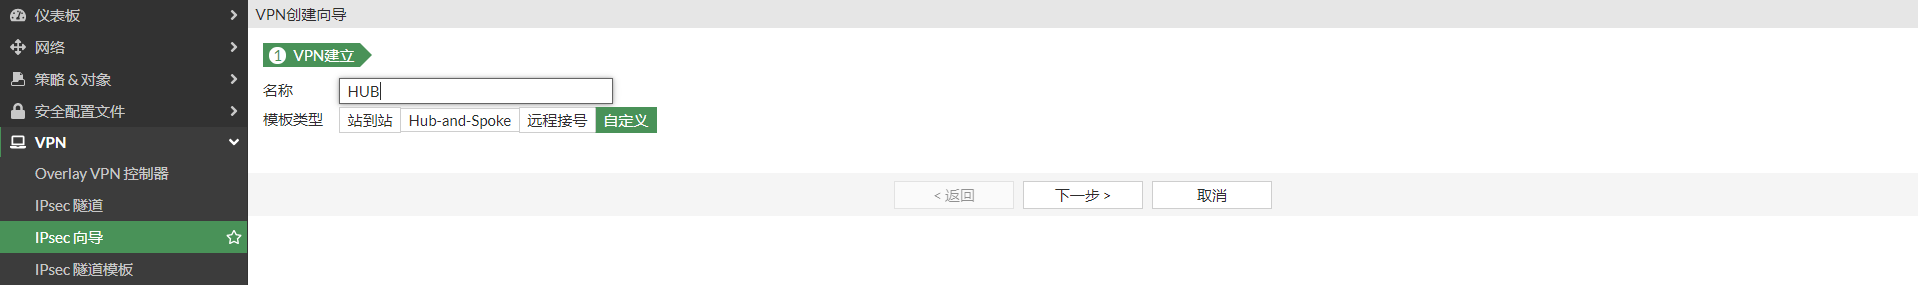 仪表板
网络
策略 & 对象
安全配置文件
VPN
Overlay VPN 控制器
IPsec 隧道
IPsec 向导
IPsec 隧道模板
VPN创建向导
1 VPN建立
名称 HUB
模板类型 站到站 Hub-and-Spoke 远程接号 自定义
< 返回 下一步 > 取消